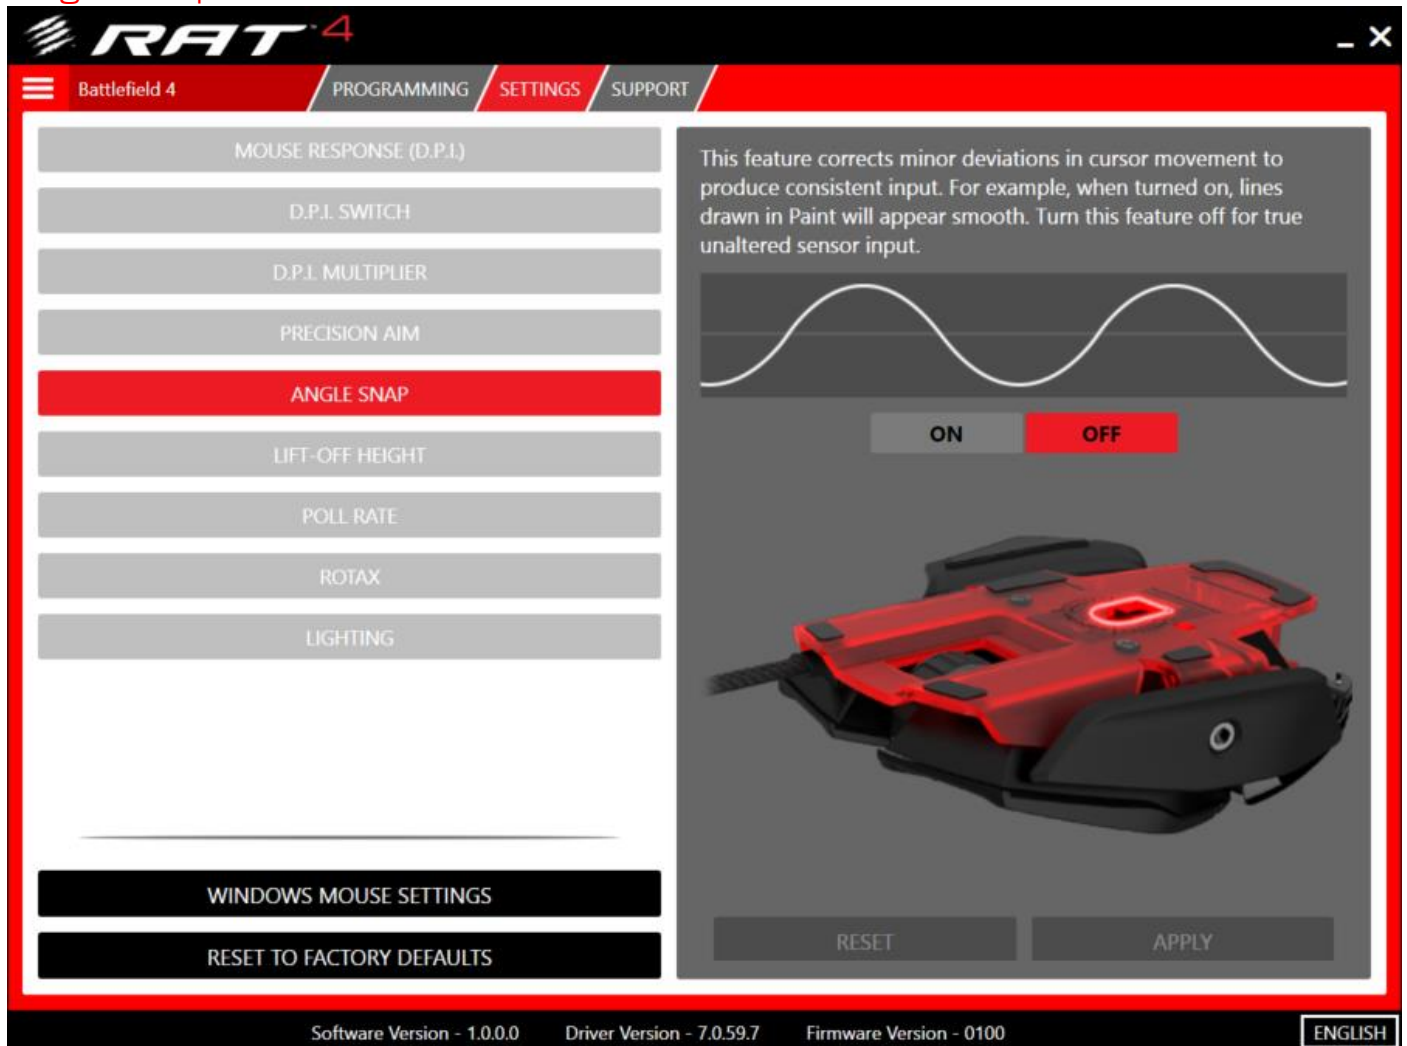 RAT 4
Battlefield 4
PROGRAMMING
SETTINGS
SUPPORT
MOUSE RESPONSE (D.P.I.)
D.P.I. SWITCH
D.P.I. MULTIPLIER
PRECISION AIM
ANGLE SNAP
LIFT-OFF HEIGHT
POLL RATE
ROTAX
LIGHTING
WINDOWS MOUSE SETTINGS
RESET TO FACTORY DEFAULTS
This feature corrects minor deviations in cursor movement to
produce consistent input. For example, when turned on, lines
drawn in Paint will appear smooth. Turn this feature off for true
unaltered sensor input.
ON
OFF
RESET
APPLY
Software Version - 1.0.0.0
Driver Version - 7.0.59.7
Firmware Version - 0100
ENGLISH